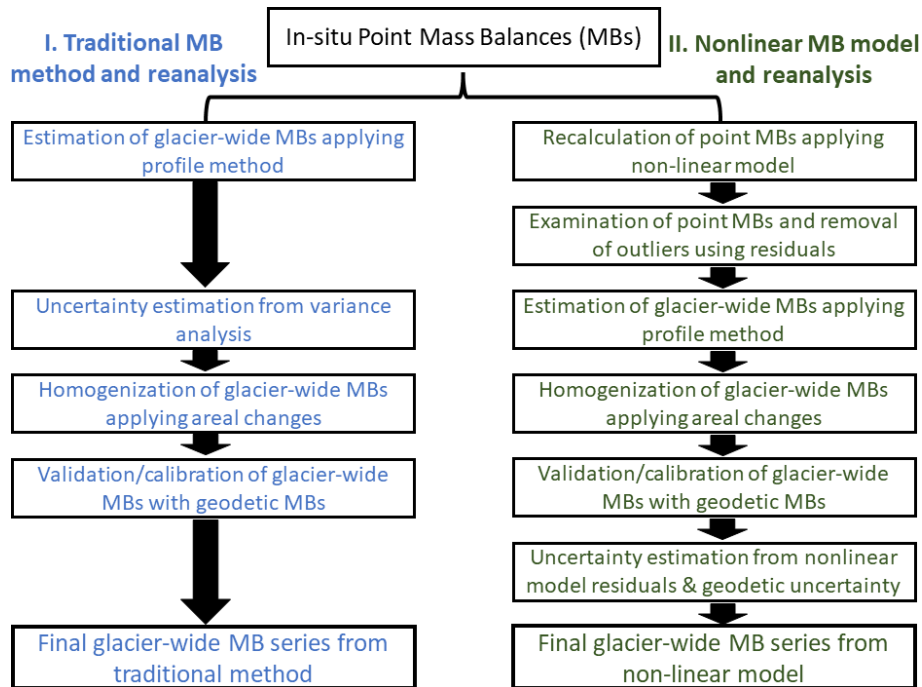 In-situ Point Mass Balances (MBs)
I. Traditional MB
method and reanalysis
II. Nonlinear MB model
and reanalysis
Estimation of glacier-wide MBs applying
profile method
Uncertainty estimation from variance
analysis
Homogenization of glacier-wide MBs
applying areal changes
Validation/calibration of glacier-wide
MBs with geodetic MBs
Final glacier-wide MB series from
traditional method
Recalculation of point MBs applying
non-linear model
Examination of point MBs and removal
of outliers using residuals
Estimation of glacier-wide MBs applying
profile method
Homogenization of glacier-wide MBs
applying areal changes
Validation/calibration of glacier-wide
MBs with geodetic MBs
Uncertainty estimation from nonlinear
model residuals & geodetic uncertainty
Final glacier-wide MB series from
non-linear model